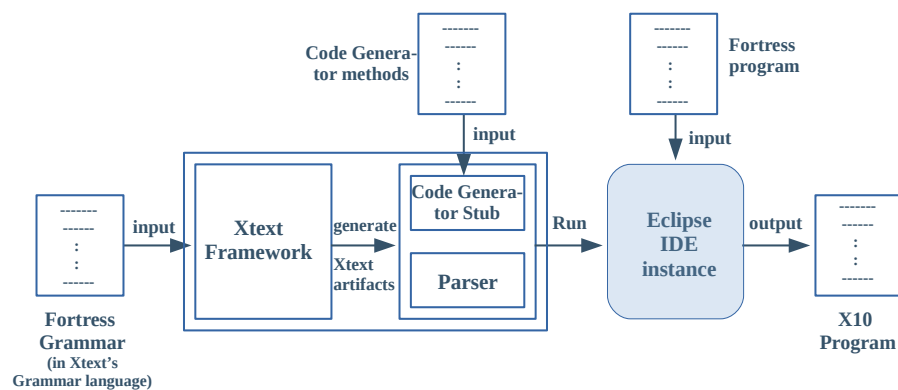 Code Genera-
tor methods
-------
------
:
:
------
Fortress
program
-------
------
:
:
------
input
input
-------
------
:
:
------
input
Xtext
Framework
generate
Xtext
artifacts
Code Genera-
tor Stub
Parser
Run
Eclipse
IDE
instance
output
-------
------
:
:
------
Fortress
Grammar
(in Xtext’s
Grammar language)
X10
Program